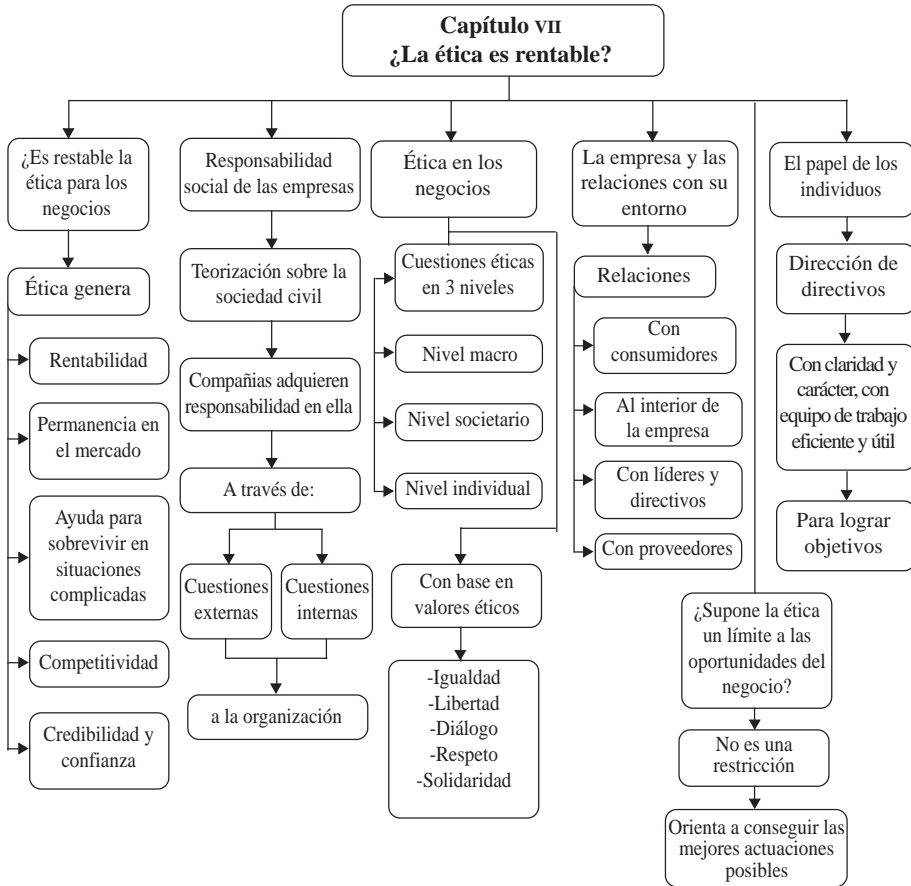 Capítulo VII
¿La ética es rentable?
¿Es restable la
ética para los
negocios
Ética genera
Rentabilidad
Permanencia en
el mercado
Ayuda para
sobrevivir en
situaciones
complicadas
Competitividad
Credibilidad y
confianza
Responsabilidad
social de las empresas
Teorización sobre la
sociedad civil
Compañias adquieren
responsabilidad en ella
A través de:
Cuestiones
externas
Cuestiones
internas
a la organización
Ética en los
negocios
Cuestiones éticas
en 3 niveles
Nivel macro
Nivel societario
Nivel individual
Con base en
valores éticos
-Igualdad
-Libertad
-Diálogo
-Respeto
-Solidaridad
La empresa y las
relaciones con su
entorno
Relaciones
Con
consumidores
Al interior de
la empresa
Con líderes y
directivos
Con proveedores
¿Supone la ética
un límite a las
oportunidades del
negocio?
No es una
restricción
Orienta a conseguir las
mejores actuaciones
posibles
El papel de los
individuos
Dirección de
directivos
Con claridad y
carácter, con
equipo de trabajo
eficiente y útil
Para lograr
objetivos